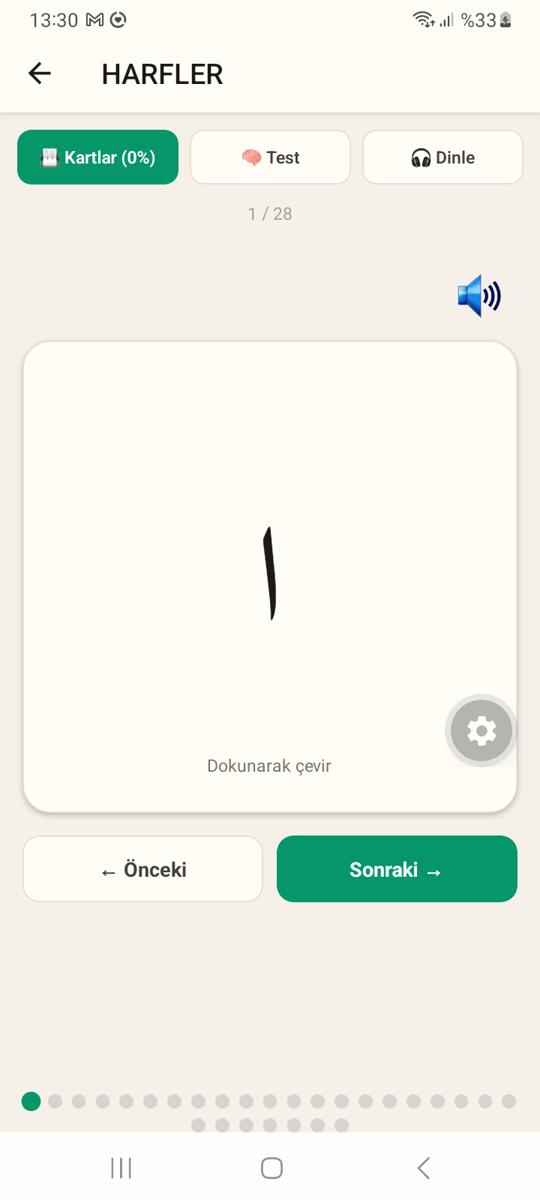 13:30 %33
HARFLER
Kartlar (0%) Test Dinle
1 / 28
ا
Dokunarak çevir
← Önceki Sonraki →